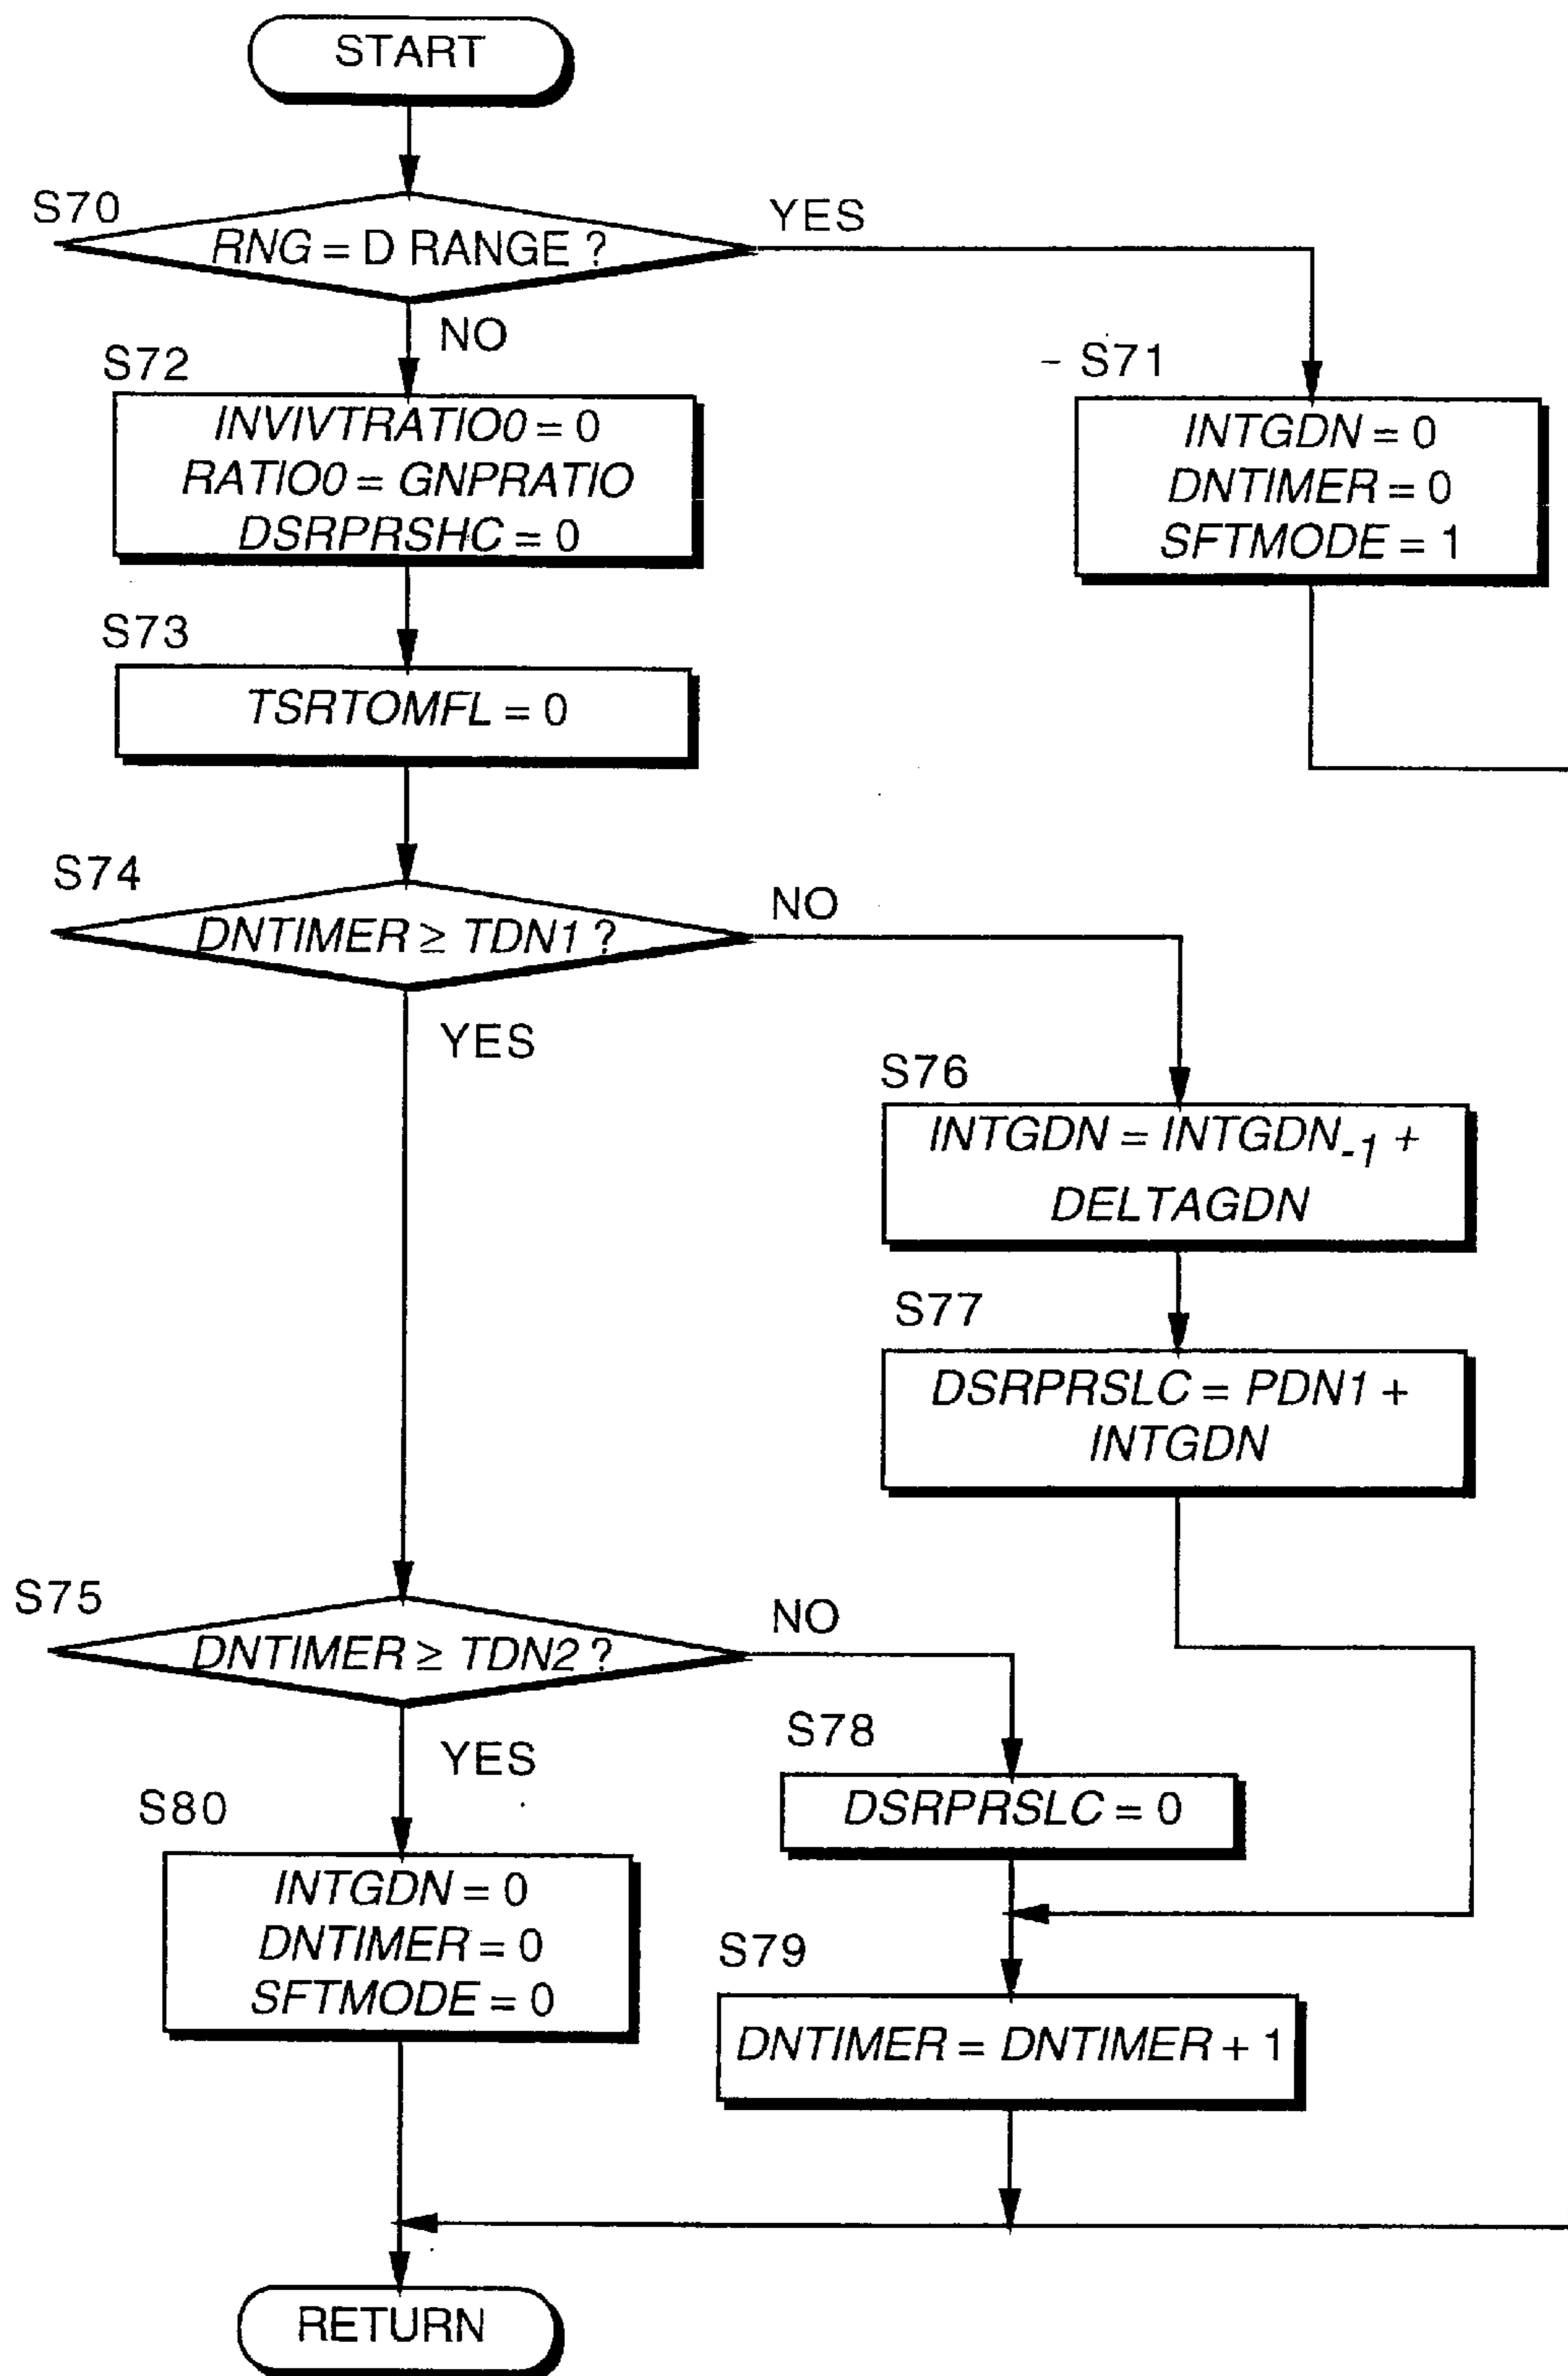 START
S70
RNG = D RANGE ?
YES
NO
S72
INVIVTRATIO0 = 0
RATIO0 = GNPRATIO
DSRPRSHC = 0
S71
INTGDN = 0
DNTIMER = 0
SFTMODE = 1
S73
TSRTOMFL = 0
S74
DNTIMER ≥ TDN1 ?
NO
YES
S76
INTGDN = INTGDN-1 +
DELTAGDN
S77
DSRPRSLC = PDN1 +
INTGDN
S75
DNTIMER ≥ TDN2 ?
NO
YES
S78
DSRPRSLC = 0
S80
INTGDN = 0
DNTIMER = 0
SFTMODE = 0
S79
DNTIMER = DNTIMER + 1
RETURN